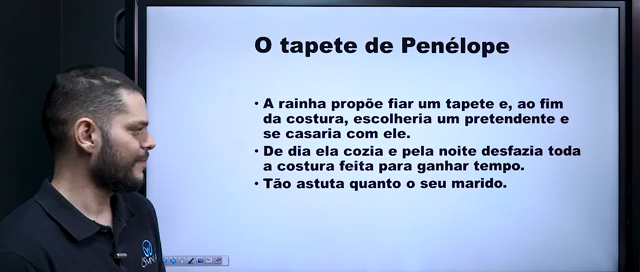 O tapete de Penélope
• A rainha propõe fiar um tapete e, ao fim
da costura, escolheria um pretendente e
se casaria com ele.
• De dia ela cozia e pela noite desfazia toda
a costura feita para ganhar tempo.
• Tão astuta quanto o seu marido.